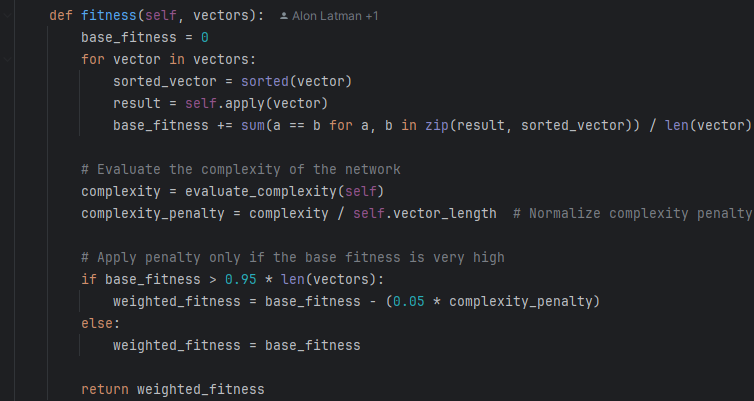 def fitness(self, vectors): Alon Latman +1
base_fitness = 0
for vector in vectors:
sorted_vector = sorted(vector)
result = self.apply(vector)
base_fitness += sum(a == b for a, b in zip(result, sorted_vector)) / len(vector)
# Evaluate the complexity of the network
complexity = evaluate_complexity(self)
complexity_penalty = complexity / self.vector_length # Normalize complexity penalty
# Apply penalty only if the base fitness is very high
if base_fitness > 0.95 * len(vectors):
weighted_fitness = base_fitness - (0.05 * complexity_penalty)
else:
weighted_fitness = base_fitness
return weighted_fitness